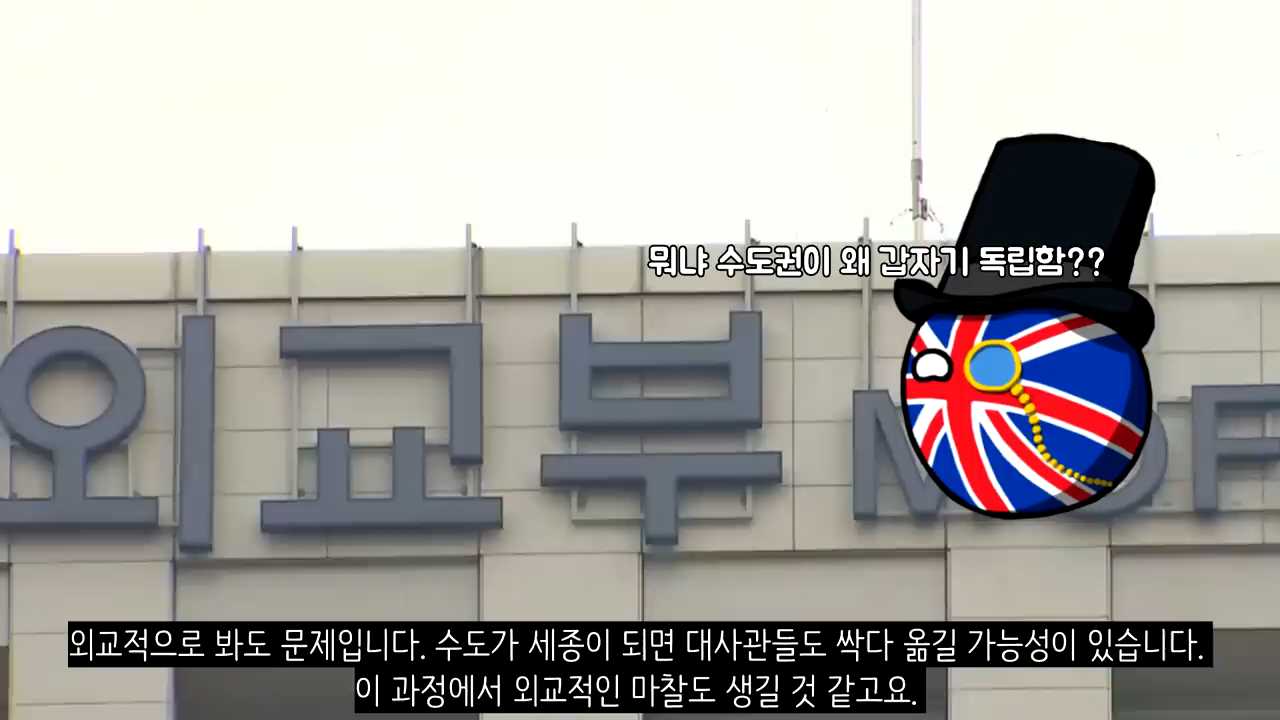 뭐냐 수도권이 왜 갑자기 독립함??
외교부 MOF
외교적으로 봐도 문제입니다. 수도가 세종이 되면 대사관들도 싹다 옮길 가능성이 있습니다.
이 과정에서 외교적인 마찰도 생길 것 같고요.